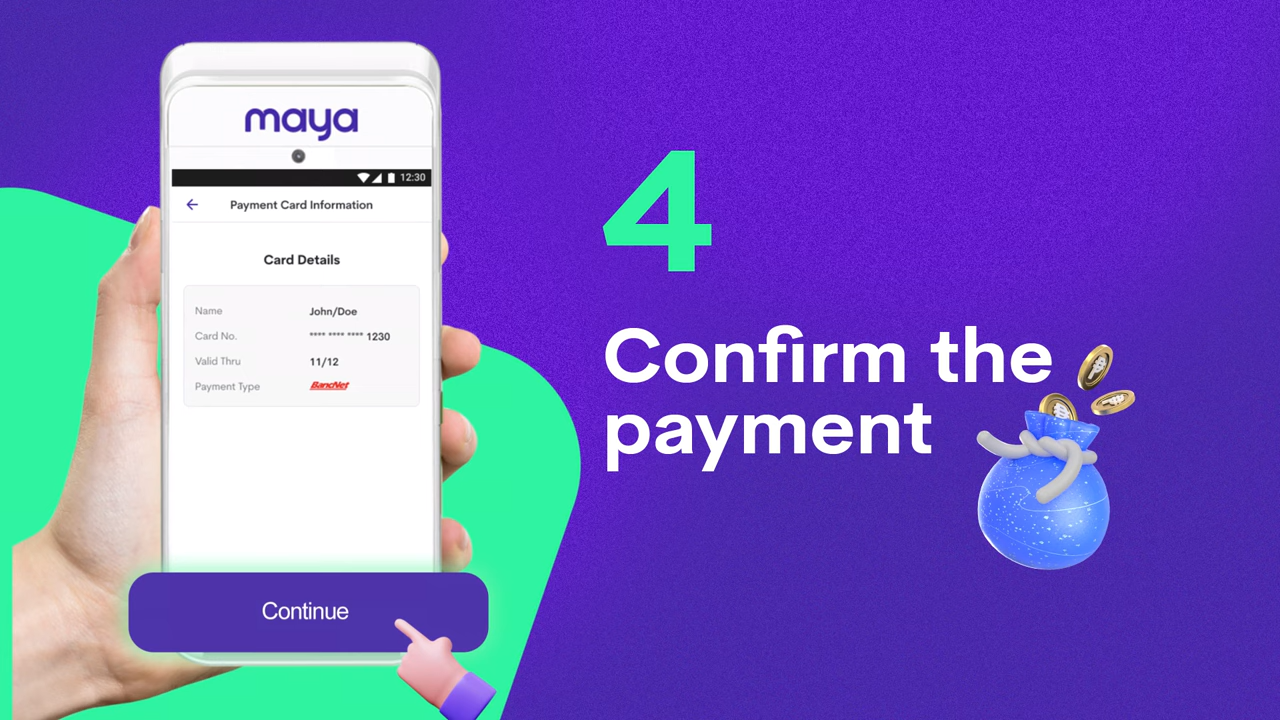 maya
12:30
Payment Card Information
Card Details
Name John/Doe
Card No. **** **** **** 1230
Valid Thru 11/12
Payment Type BancNet
Continue
4
Confirm the
payment